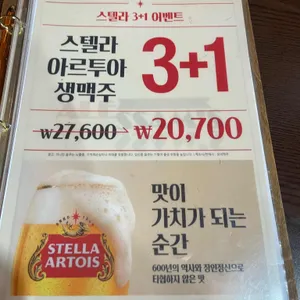 스텔라 3+1 이벤트
스텔라
아르투아
생맥주
3+1
₩27,600 → ₩20,700
맛이
가치가 되는
순간
600년의 역사와 장인정신으로
타협하지 않은 맛
STELLA
ARTOIS